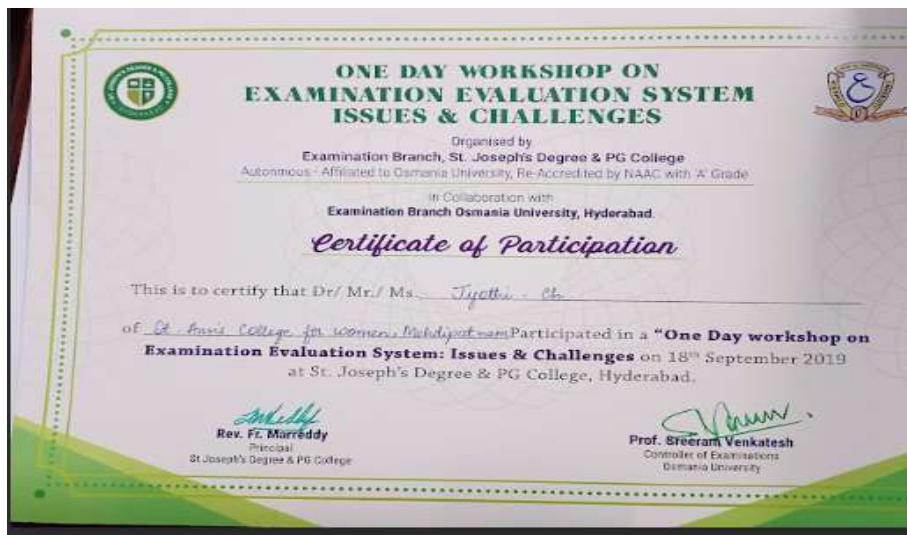 ONE DAY WORKSHOP ON
EXAMINATION EVALUATION SYSTEM
ISSUES & CHALLENGES
Organised by
Examination Branch, St. Joseph's Degree & PG College
Autonmous - Affiliated to Osmania University, Re-Accredited by NAAC with 'A' Grade
In Collaboration with
Examination Branch Osmania University, Hyderabad.
Certificate of Participation
This is to certify that Dr/ Mr./ Ms. Jyothi. Ch.
of St. Ann's College for women, Mehdipatnam Participated in a "One Day workshop on
Examination Evaluation System: Issues & Challenges on 18th September 2019
at St. Joseph's Degree & PG College, Hyderabad.
Rev. Fr. Marreddy
Principal
St Joseph's Degree & PG College
Prof. Sreeram Venkatesh
Controller of Examinations
Osmania University